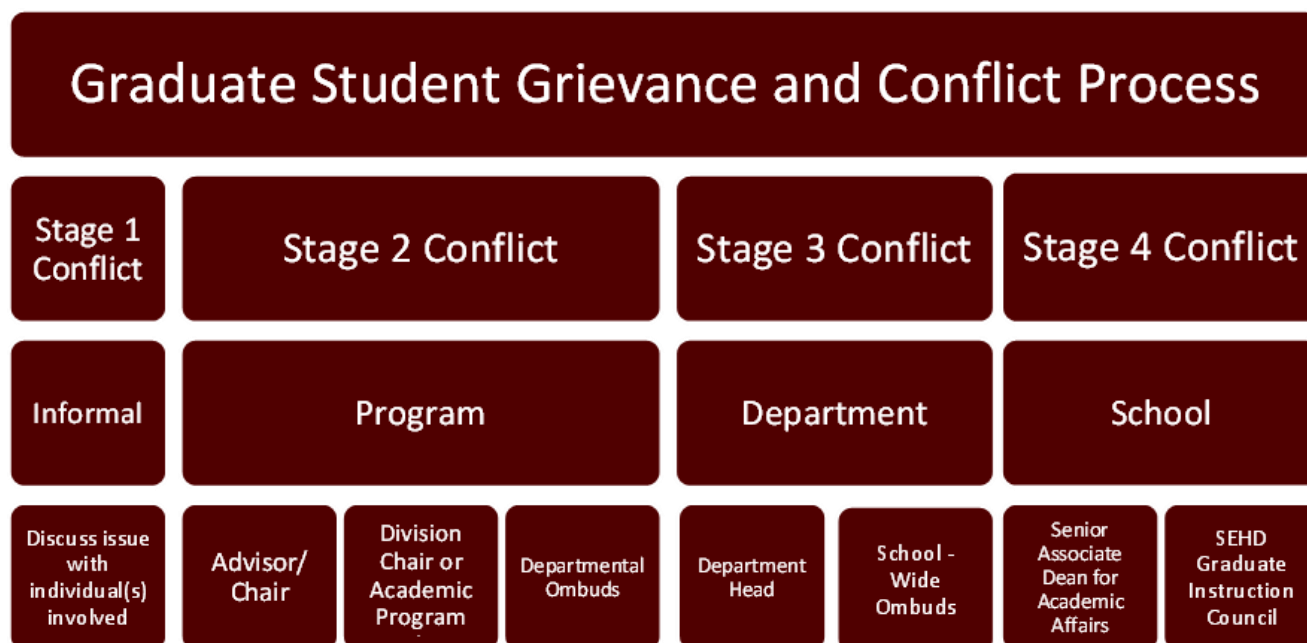 Graduate Student Grievance and Conflict Process
Stage 1
Conflict
Stage 2 Conflict
Stage 3 Conflict
Stage 4 Conflict
Informal
Program
Department
School
Discuss issue
with
individual(s)
involved
Advisor/
Chair
Division
Chair or
Academic
Program
Departmental
Ombuds
Department
Head
School -
Wide
Ombuds
Senior
Associate
Dean for
Academic
Affairs
SEHD
Graduate
Instruction
Council